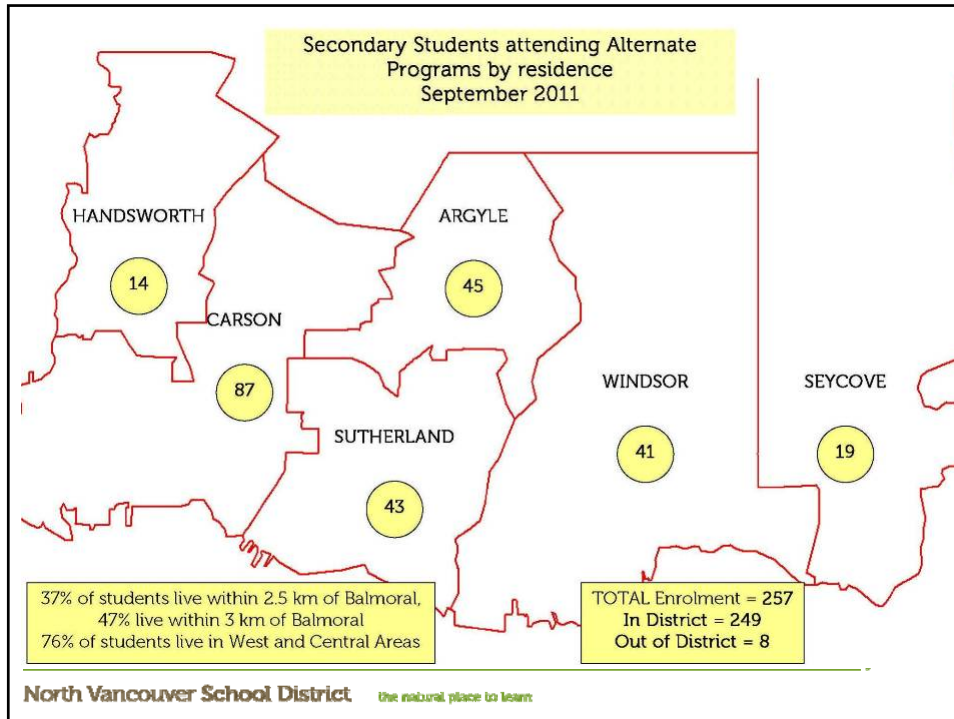 Secondary Students attending Alternate
Programs by residence
September 2011
HANDSWORTH
14
ARGYLE
45
CARSON
87
WINDSOR
41
SEYCOVE
19
SUTHERLAND
43
37% of students live within 2.5 km of Balmoral,
47% live within 3 km of Balmoral
76% of students live in West and Central Areas
TOTAL Enrolment = 257
In District = 249
Out of District = 8
North Vancouver School District the natural place to learn